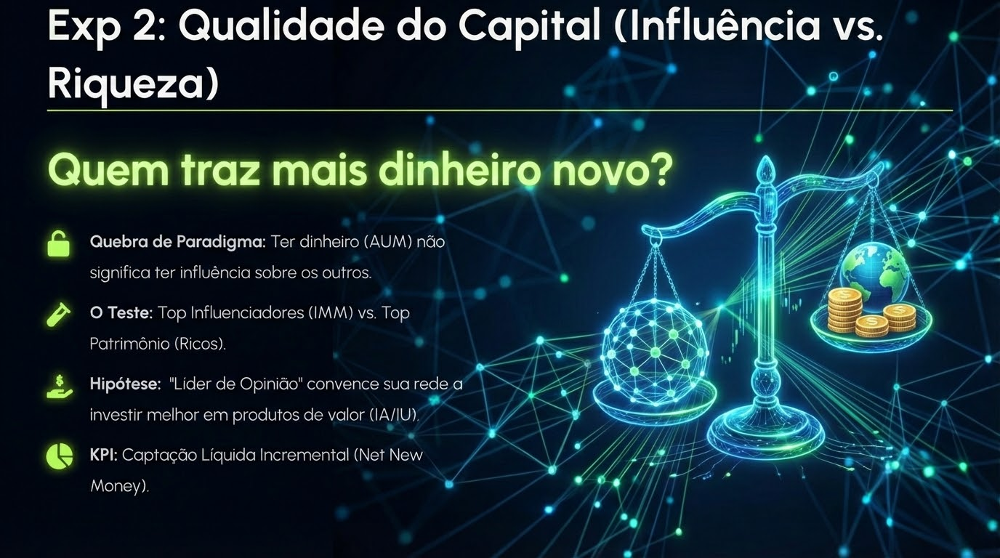 Exp 2: Qualidade do Capital (Influência vs.
Riqueza)
Quem traz mais dinheiro novo?
Quebra de Paradigma: Ter dinheiro (AUM) não
significa ter influência sobre os outros.
O Teste: Top Influenciadores (IMM) vs. Top
Patrimônio (Ricos).
Hipótese: "Líder de Opinião" convence sua rede a
investir melhor em produtos de valor (IA/IU).
KPI: Captação Líquida Incremental (Net New
Money).